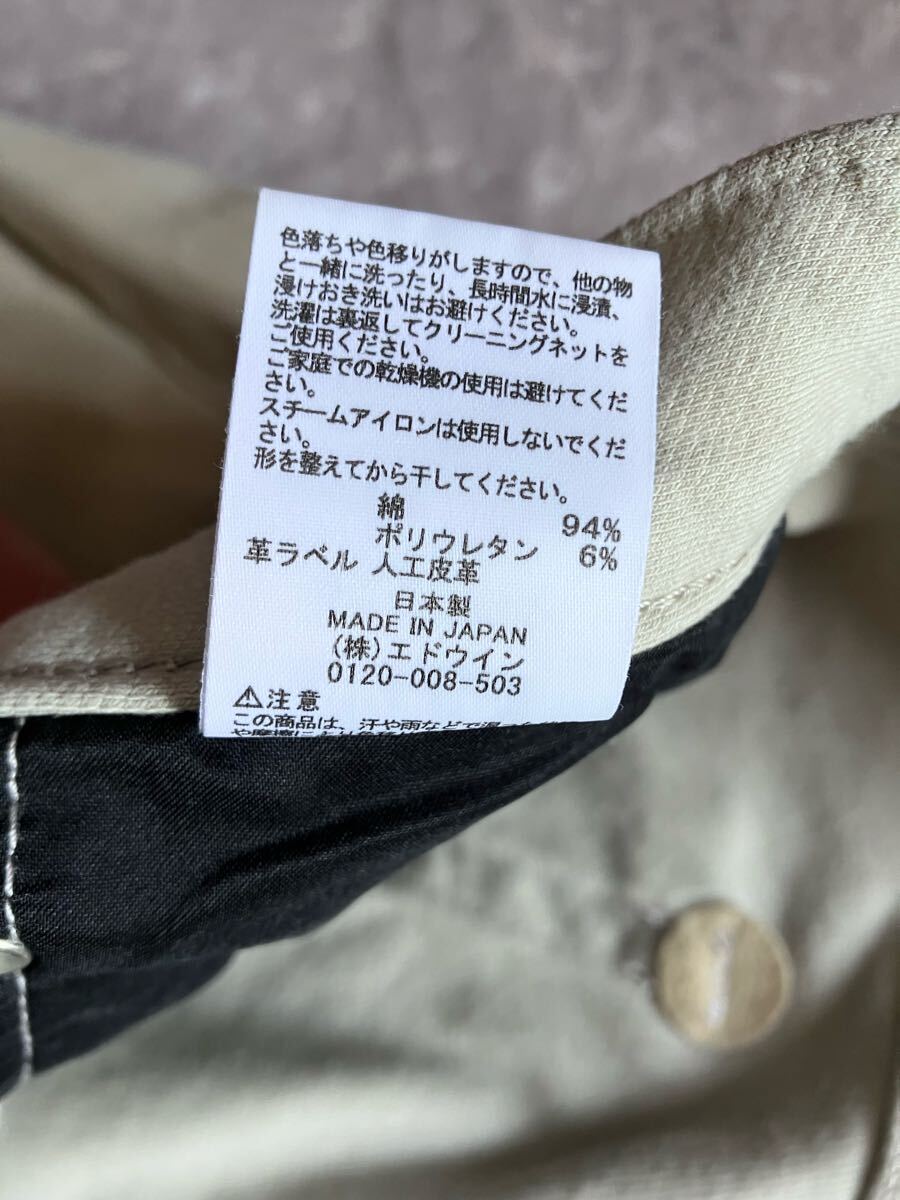 色落ちや色移りがしますので、他の物
と一緒に洗ったり、長時間水に浸漬、
浸けおき洗いはお避けください。
洗濯は裏返してクリーニングネットを
ご使用ください。
ご家庭での乾燥機の使用は避けてくだ
さい。
スチームアイロンは使用しないでくだ
さい。
形を整えてから干してください。
綿 94%
ポリウレタン 6%
革ラベル 人工皮革
日本製
MADE IN JAPAN
(株)エドウイン
0120-008-503
⚠注意
この商品は、汗や雨などで湿った